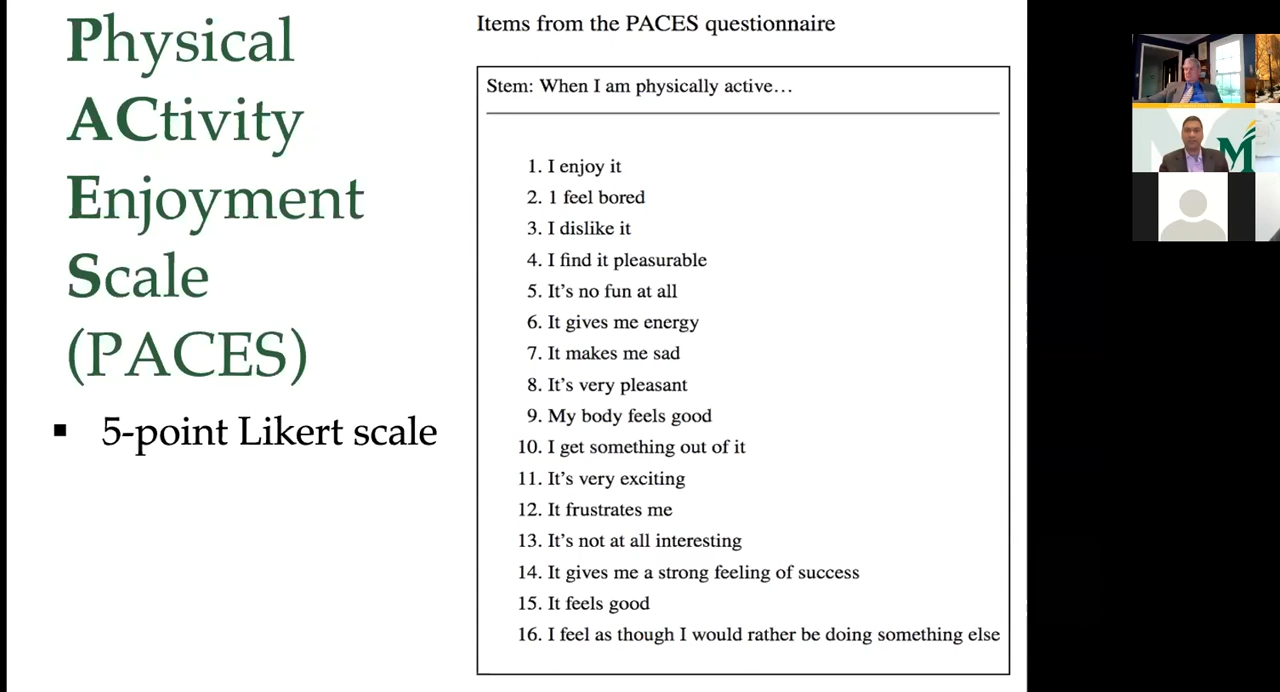 Physical
ACtivity
Enjoyment
Scale
(PACES)
▪ 5-point Likert scale
Items from the PACES questionnaire
Stem: When I am physically active…
1. I enjoy it
2. 1 feel bored
3. I dislike it
4. I find it pleasurable
5. It’s no fun at all
6. It gives me energy
7. It makes me sad
8. It’s very pleasant
9. My body feels good
10. I get something out of it
11. It’s very exciting
12. It frustrates me
13. It’s not at all interesting
14. It gives me a strong feeling of success
15. It feels good
16. I feel as though I would rather be doing something else
M